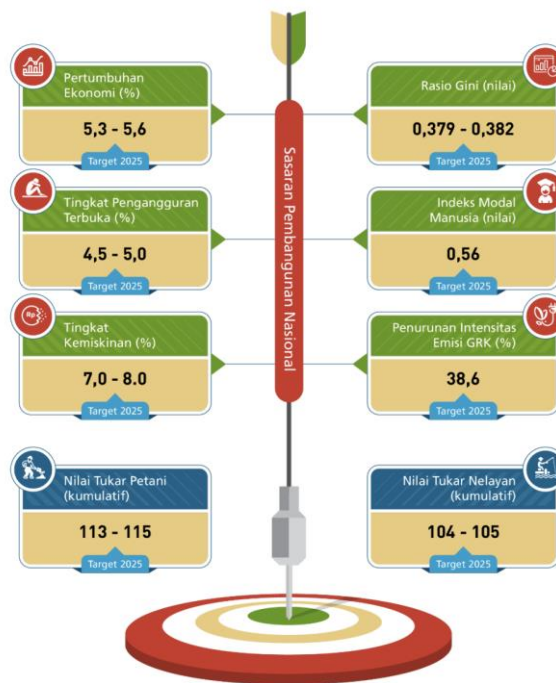 Pertumbuhan
Ekonomi (%)
5,3 - 5,6
Target 2025
Rasio Gini (nilai)
0,379 - 0,382
Target 2025
Tingkat Pengangguran
Terbuka (%)
4,5 - 5,0
Target 2025
Indeks Modal
Manusia (nilai)
0,56
Target 2025
Tingkat
Kemiskinan (%)
7,0 - 8.0
Target 2025
Penurunan Intensitas
Emisi GRK (%)
38,6
Target 2025
Sasaran Pembangunan Nasional
Nilai Tukar Petani
(kumulatif)
113 - 115
Target 2025
Nilai Tukar Nelayan
(kumulatif)
104 - 105
Target 2025
Rp